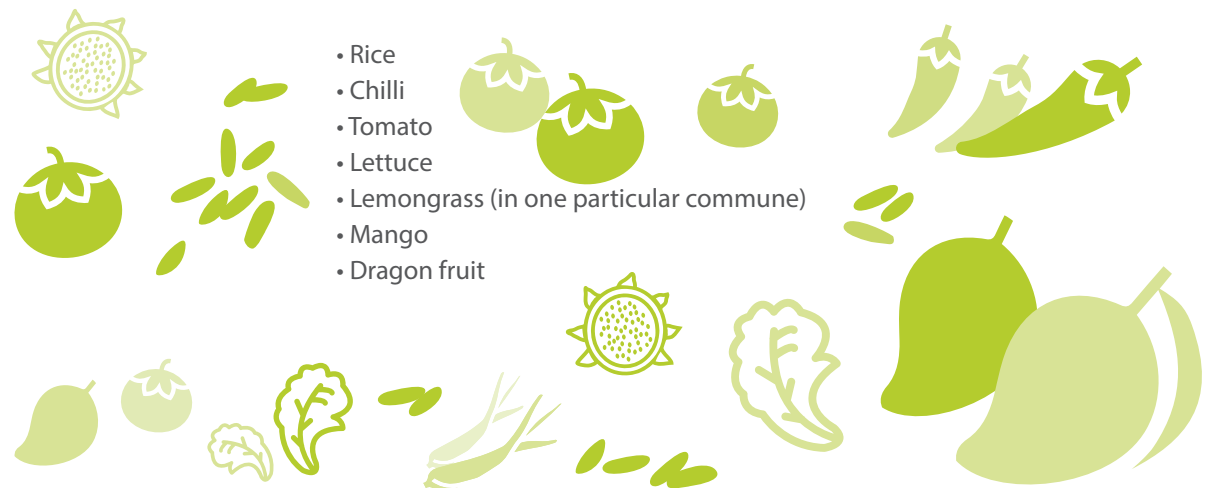 • Rice
• Chilli
• Tomato
• Lettuce
• Lemongrass (in one particular commune)
• Mango
• Dragon fruit